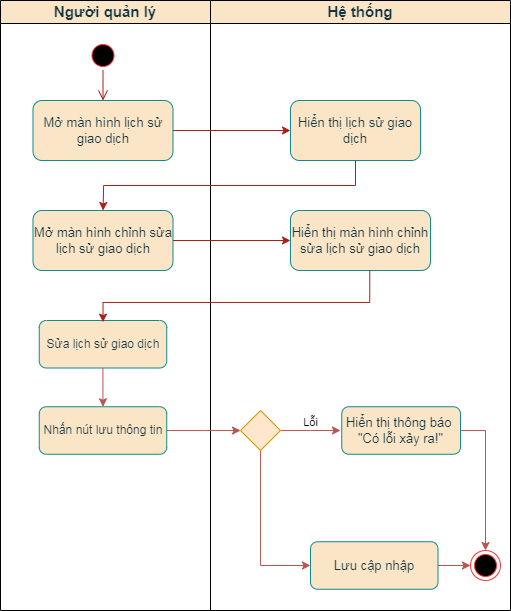 Người quản lý
Hệ thống
Mở màn hình lịch sử
giao dịch
Hiển thị lịch sử giao
dịch
Mở màn hình chỉnh sửa
lịch sử giao dịch
Hiển thị màn hình chỉnh
sửa lịch sử giao dịch
Sửa lịch sử giao dịch
Nhấn nút lưu thông tin
Lỗi
Hiển thị thông báo
"Có lỗi xảy ra!"
Lưu cập nhập